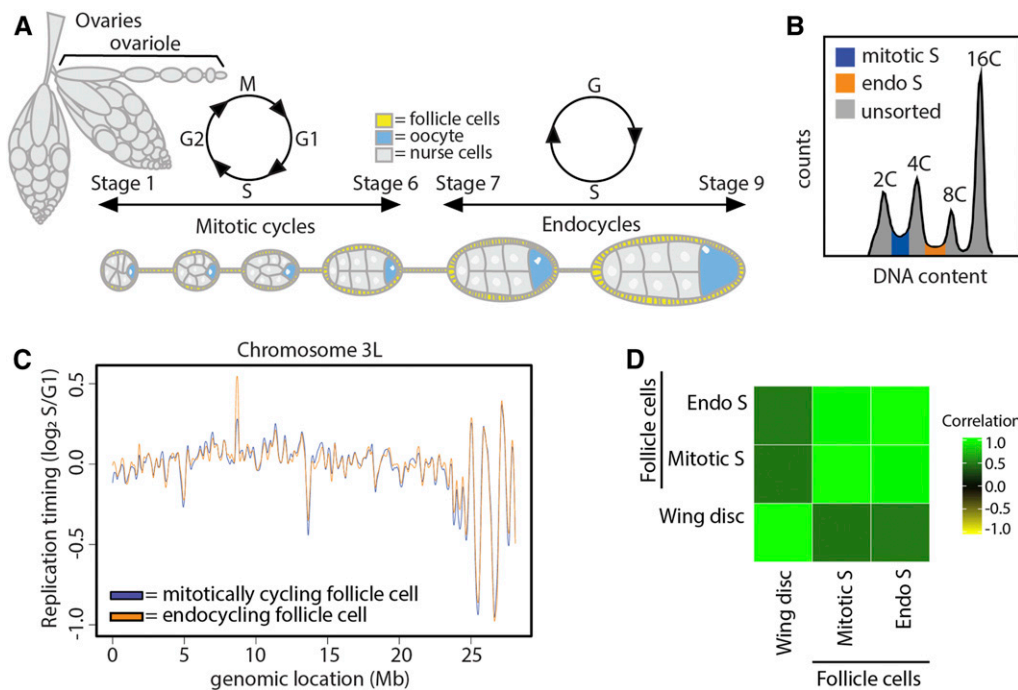 A
Ovaries
ovariole
M
G2
G1
S
= follicle cells
= oocyte
= nurse cells
G
S
Stage 1
Stage 6
Stage 7
Stage 9
Mitotic cycles
Endocycles
B
mitotic S
endo S
unsorted
2C
4C
8C
16C
counts
DNA content
C
Chromosome 3L
Replication timing (log₂ S/G1)
0.5
0.0
-0.5
-1.0
= mitotically cycling follicle cell
= endocycling follicle cell
0 5 10 15 20 25
genomic location (Mb)
D
Follicle cells
Endo S
Mitotic S
Wing disc
Wing disc
Mitotic S
Endo S
Follicle cells
Correlation
1.0
0.5
0.0
-0.5
-1.0